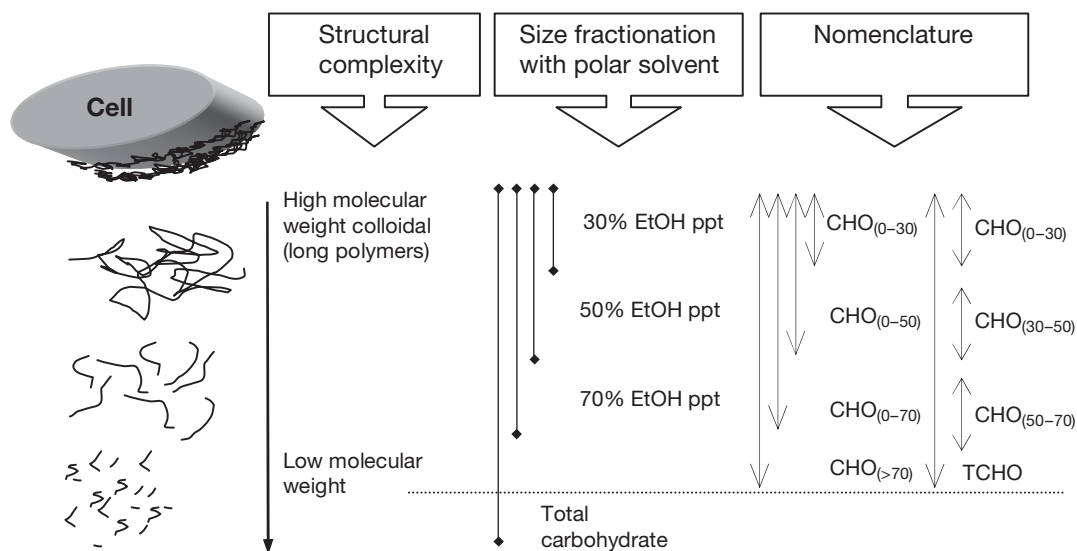 Structural
complexity
Size fractionation
with polar solvent
Nomenclature
Cell
High molecular
weight colloidal
(long polymers)
30% EtOH ppt
CHO(0–30)
CHO(0–30)
50% EtOH ppt
CHO(0–50)
CHO(30–50)
70% EtOH ppt
CHO(0–70)
CHO(50–70)
Low molecular
weight
CHO(>70)
TCHO
Total
carbohydrate